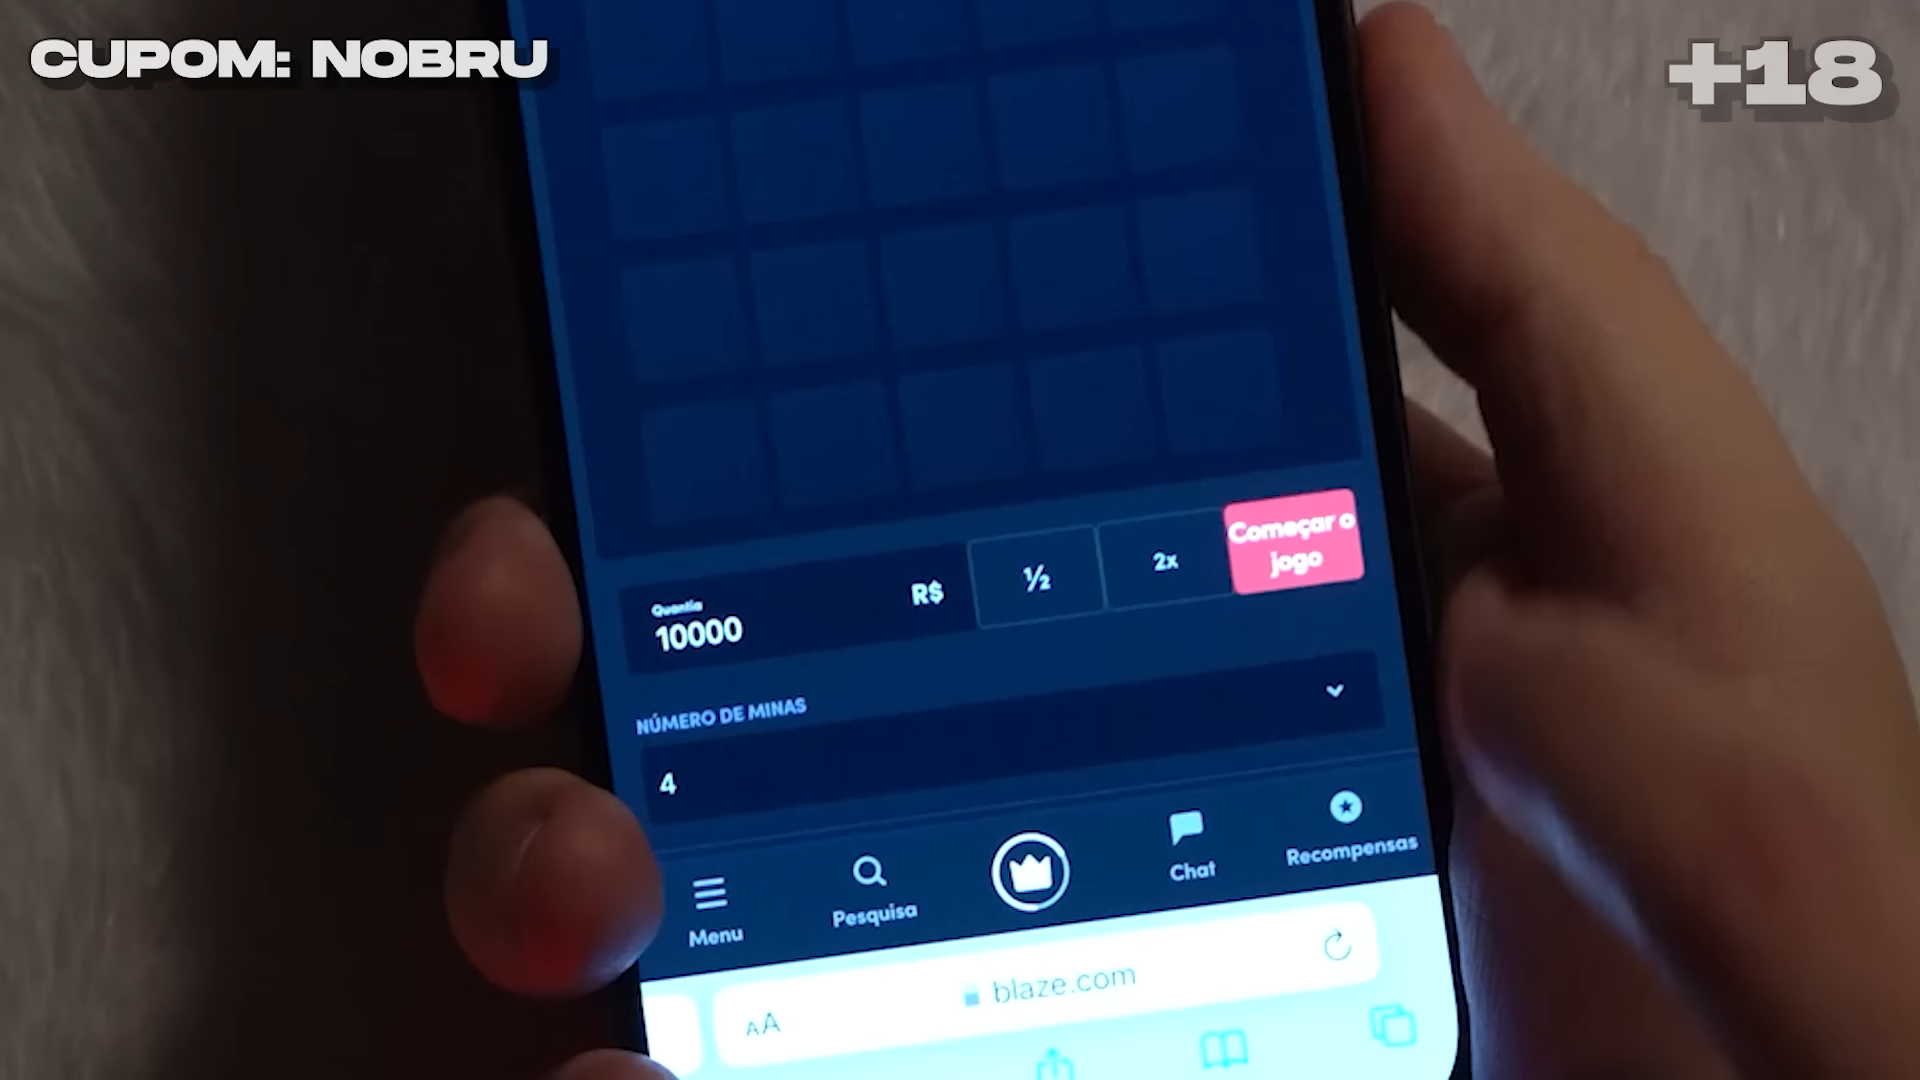 CUPOM: NOBRU
+18
Começar o
jogo
½
2x
R$
Quantia
10000
NÚMERO DE MINAS
4
Menu
Pesquisa
Chat
Recompensas
AA
blaze.com